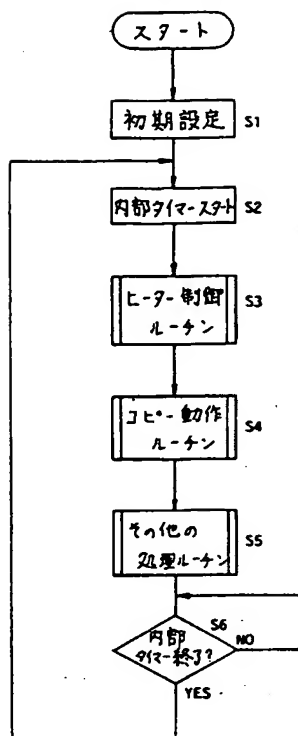 スタート
初期設定 S1
内部タイマースタート S2
ヒーター制御 S3
ルーチン
コピー動作 S4
ルーチン
その他の S5
処理ルーチン
S6
内部
タイマー終了? NO
YES